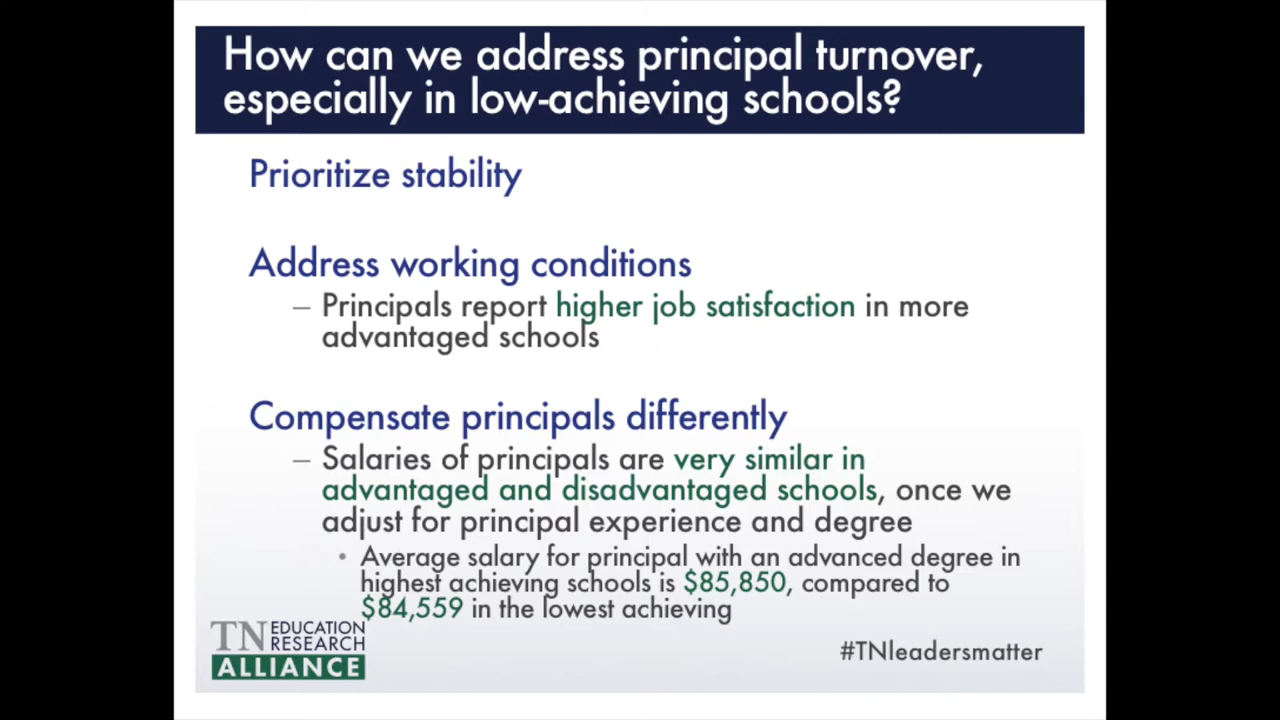 How can we address principal turnover,
especially in low-achieving schools?
Prioritize stability
Address working conditions
– Principals report higher job satisfaction in more
advantaged schools
Compensate principals differently
– Salaries of principals are very similar in
advantaged and disadvantaged schools, once we
adjust for principal experience and degree
• Average salary for principal with an advanced degree in
highest achieving schools is $85,850, compared to
$84,559 in the lowest achieving
TN EDUCATION
RESEARCH
ALLIANCE
#TNleadersmatter